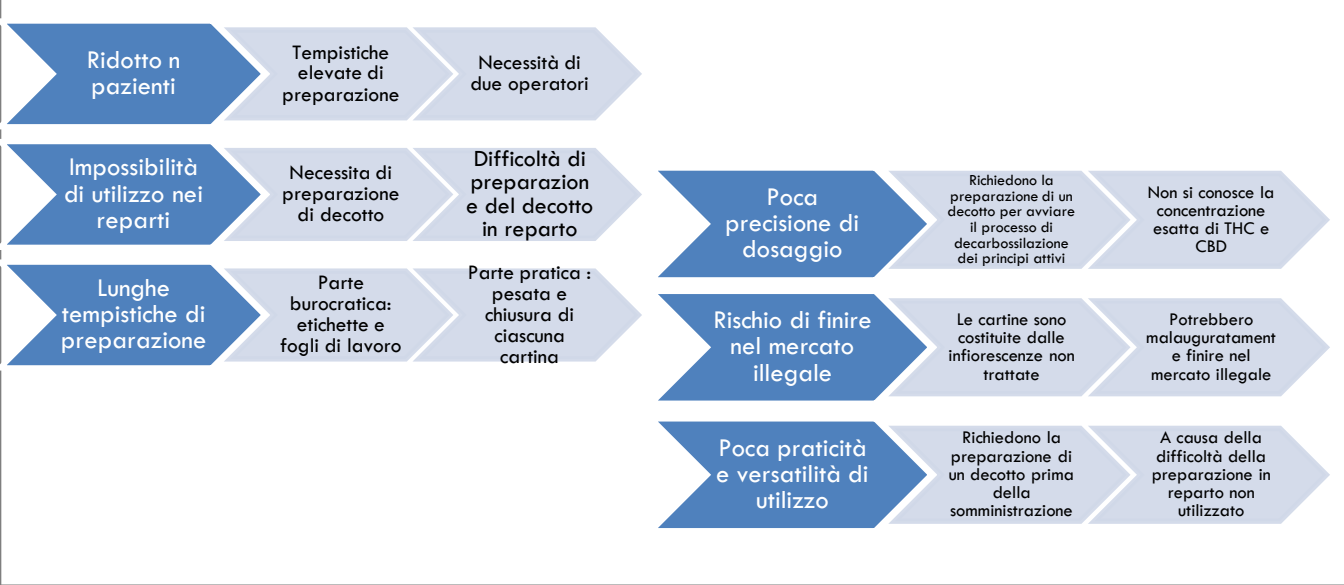 Ridotto n
pazienti
Tempistiche
elevate di
preparazione
Necessità di
due operatori
Impossibilità
di utilizzo nei
reparti
Necessita di
preparazione
di decotto
Difficoltà di
preparazion
e del decotto
in reparto
Lunghe
tempistiche di
preparazione
Parte
burocratica:
etichette e
fogli di lavoro
Parte pratica :
pesata e
chiusura di
ciascuna
cartina
Poca
precisione di
dosaggio
Richiedono la
preparazione di un
decotto per avviare
il processo di
decarbossilazione
dei principi attivi
Non si conosce la
concentrazione
esatta di THC e
CBD
Rischio di finire
nel mercato
illegale
Le cartine sono
costituite dalle
infiorescenze non
trattate
Potrebbero
malauguratament
e finire nel
mercato illegale
Poca praticità
e versatilità di
utilizzo
Richiedono la
preparazione di
un decotto prima
della
somministrazione
A causa della
difficoltà della
preparazione in
reparto non
utilizzato